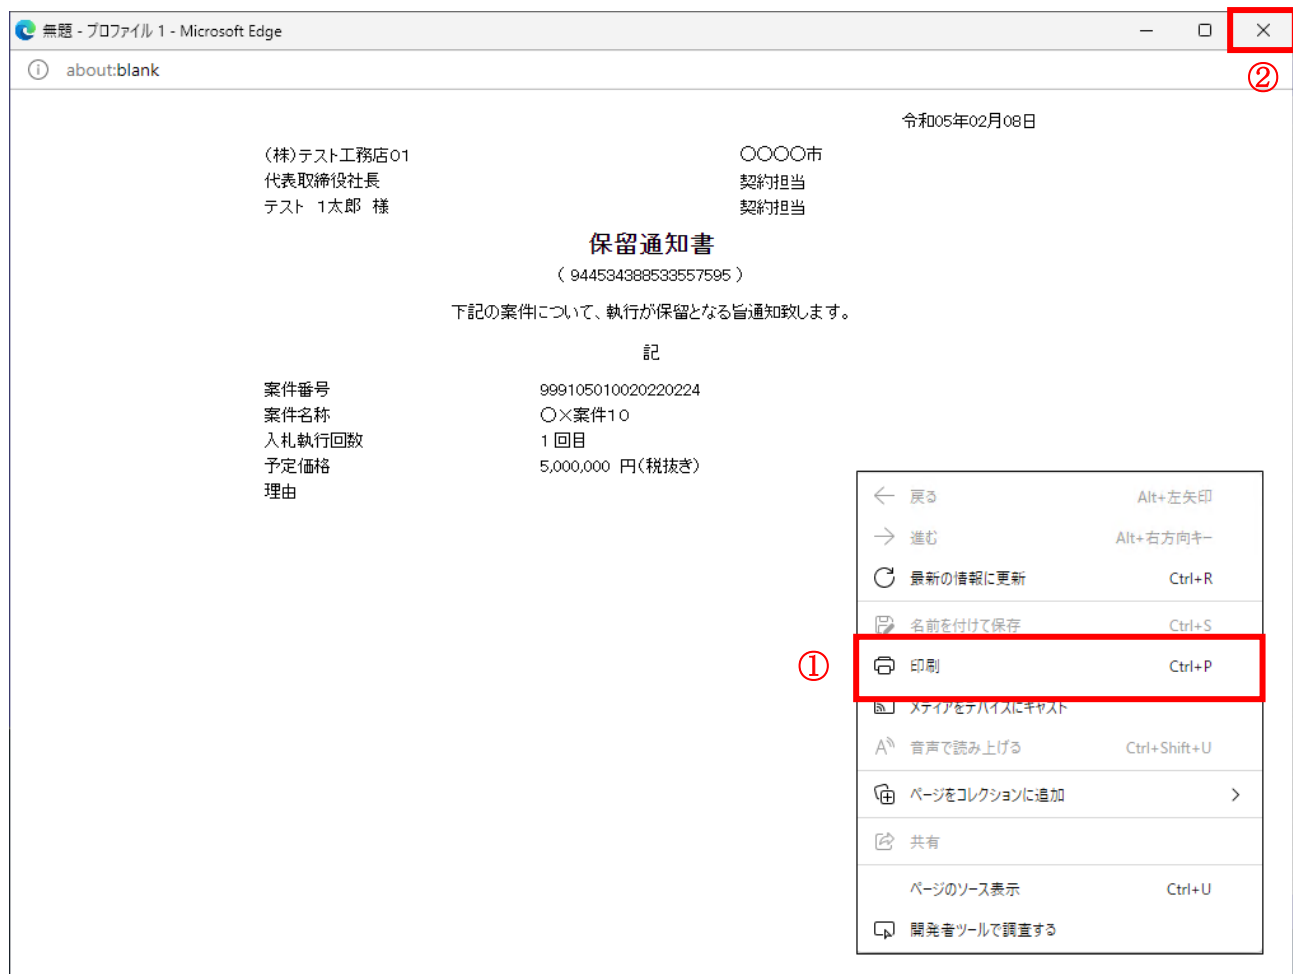 無題 - プロファイル 1 - Microsoft Edge
②
about:blank
令和05年02月08日
(株)テスト工務店01
代表取締役社長
テスト 1太郎 様
〇〇〇〇市
契約担当
契約担当
保留通知書
( 944534388533557595 )
下記の案件について、執行が保留となる旨通知致します。
記
案件番号 999105010020220224
案件名称 〇×案件10
入札執行回数 1 回目
予定価格 5,000,000 円(税抜き)
理由
戻る Alt+左矢印
進む Alt+右方向キー
最新の情報に更新 Ctrl+R
名前を付けて保存 Ctrl+S
①
印刷 Ctrl+P
メディアをデバイスにキャスト
音声で読み上げる Ctrl+Shift+U
ページをコレクションに追加
共有
ページのソース表示 Ctrl+U
開発者ツールで調査する